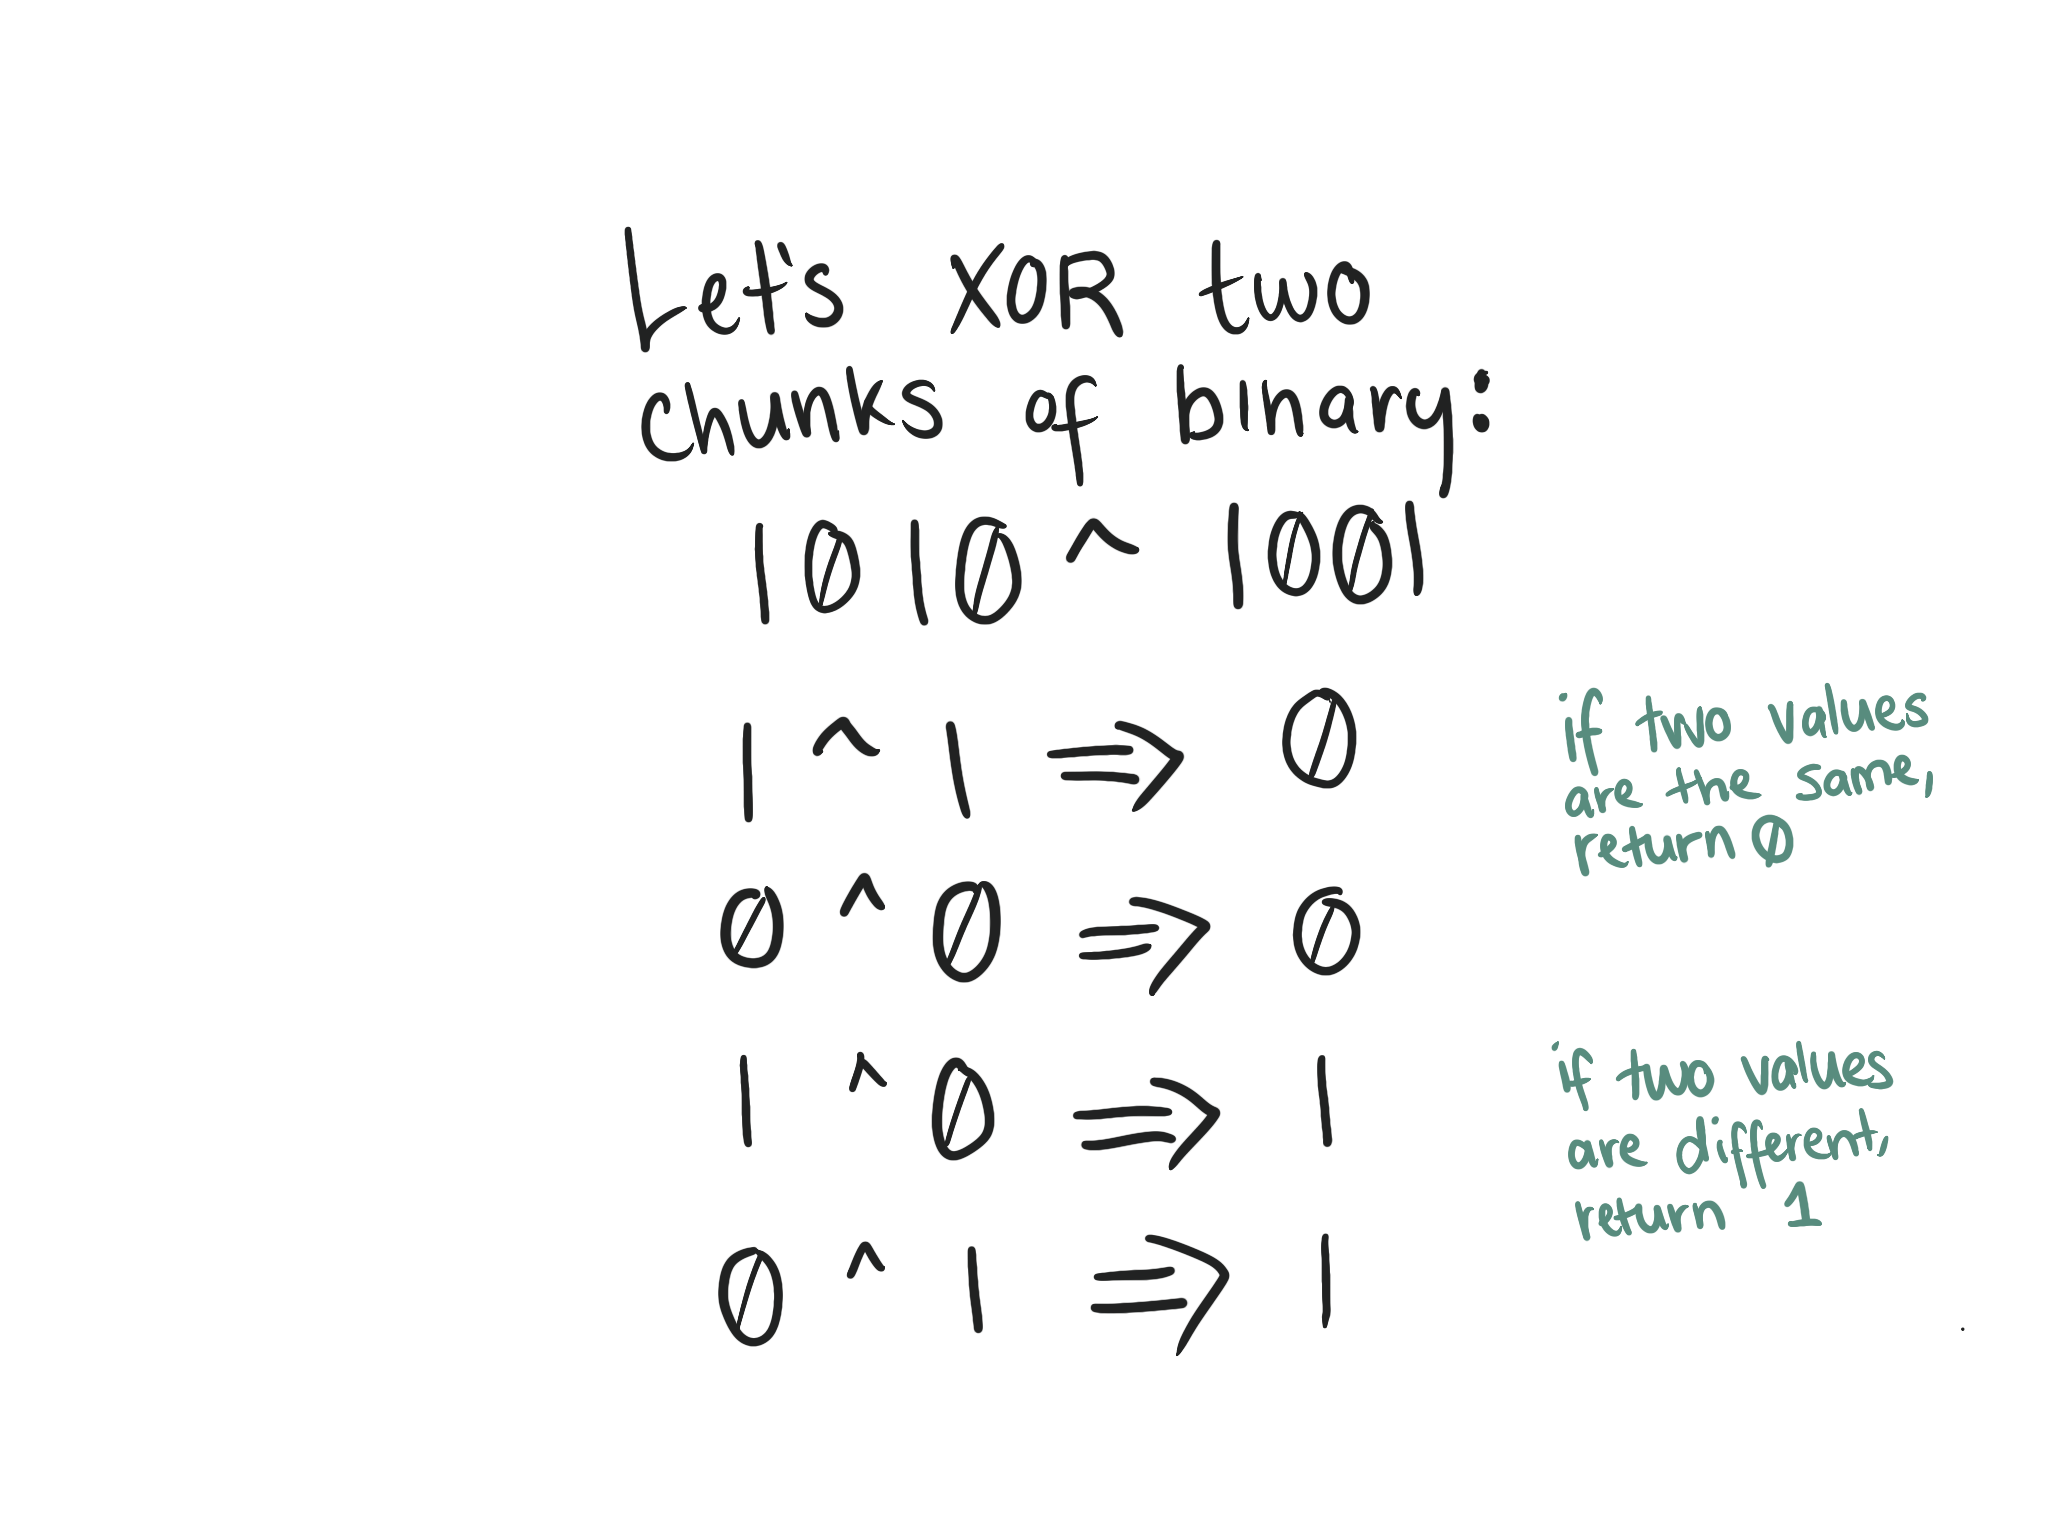 Let's XOR two
chunks of binary:
1010 ^ 1001
1 ^ 1 ⇒ 0
if two values
are the same,
return 0
0 ^ 0 ⇒ 0
1 ^ 0 ⇒ 1
if two values
are different,
return 1
0 ^ 1 ⇒ 1